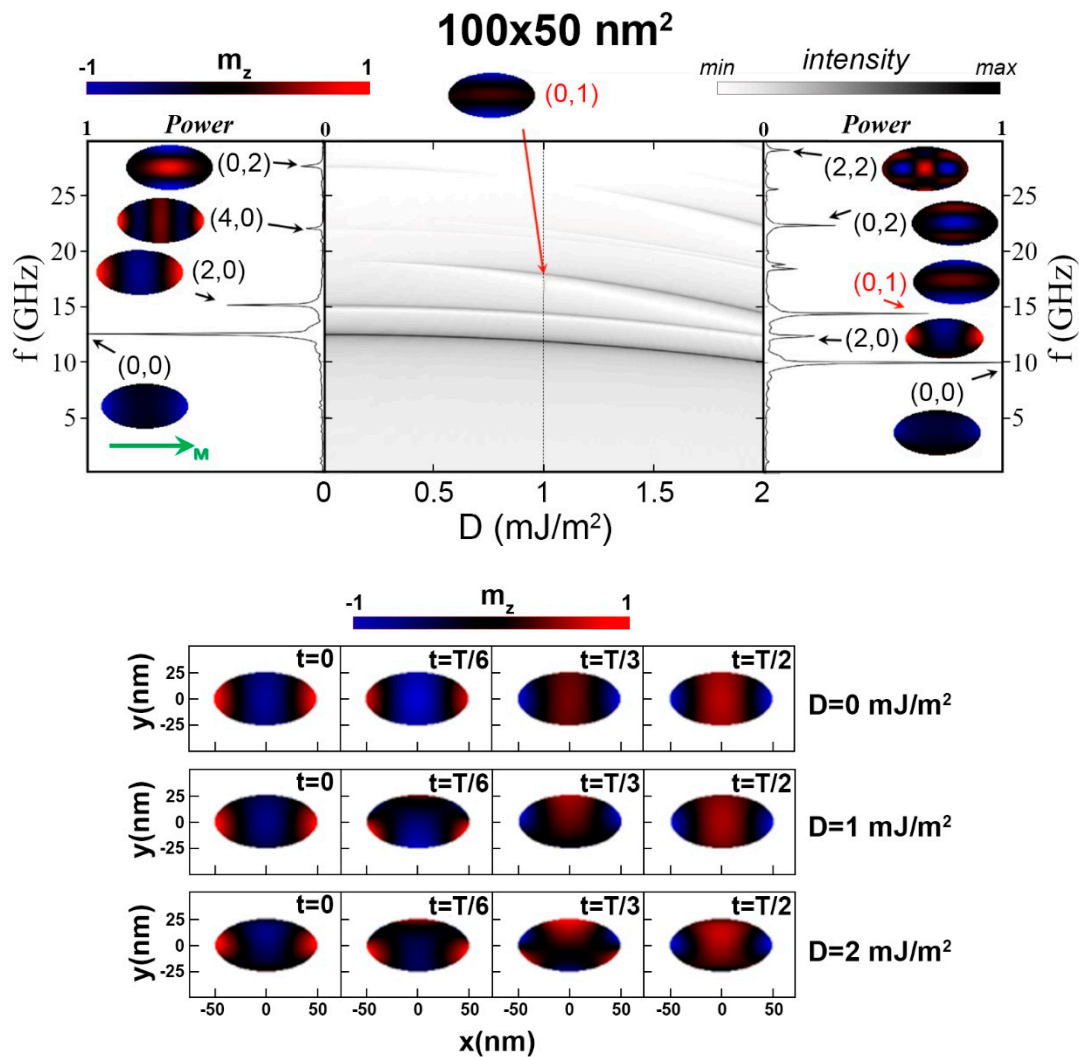 100x50 nm²
-1 m_z 1
intensity
min max
(0,1)
1 Power 0
0 Power 1
(0,2)
(4,0)
(2,0)
(0,0)
M
f (GHz)
25
20
15
10
5
(2,2)
(0,2)
(0,1)
(2,0)
(0,0)
25
20
15
10
5
f (GHz)
0 0.5 1 1.5 2
D (mJ/m²)
m_z
-1 1
t=0 t=T/6 t=T/3 t=T/2
y(nm) 25 0 -25
D=0 mJ/m²
t=0 t=T/6 t=T/3 t=T/2
y(nm) 25 0 -25
D=1 mJ/m²
t=0 t=T/6 t=T/3 t=T/2
y(nm) 25 0 -25
D=2 mJ/m²
-50 0 50 -50 0 50 -50 0 50 -50 0 50
x(nm)